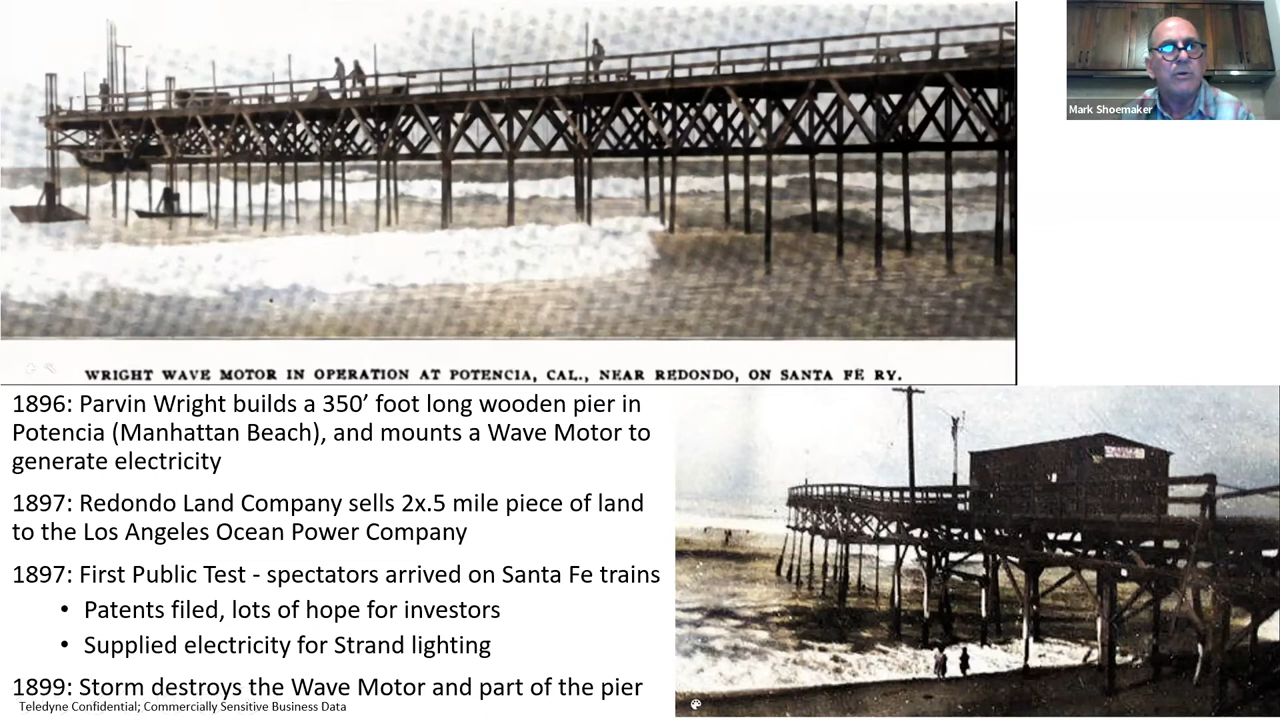 Mark Shoemaker
WRIGHT WAVE MOTOR IN OPERATION AT POTENCIA, CAL., NEAR REDONDO, ON SANTA FE RY.
1896: Parvin Wright builds a 350’ foot long wooden pier in
Potencia (Manhattan Beach), and mounts a Wave Motor to
generate electricity
1897: Redondo Land Company sells 2x.5 mile piece of land
to the Los Angeles Ocean Power Company
1897: First Public Test - spectators arrived on Santa Fe trains
• Patents filed, lots of hope for investors
• Supplied electricity for Strand lighting
1899: Storm destroys the Wave Motor and part of the pier
Teledyne Confidential; Commercially Sensitive Business Data